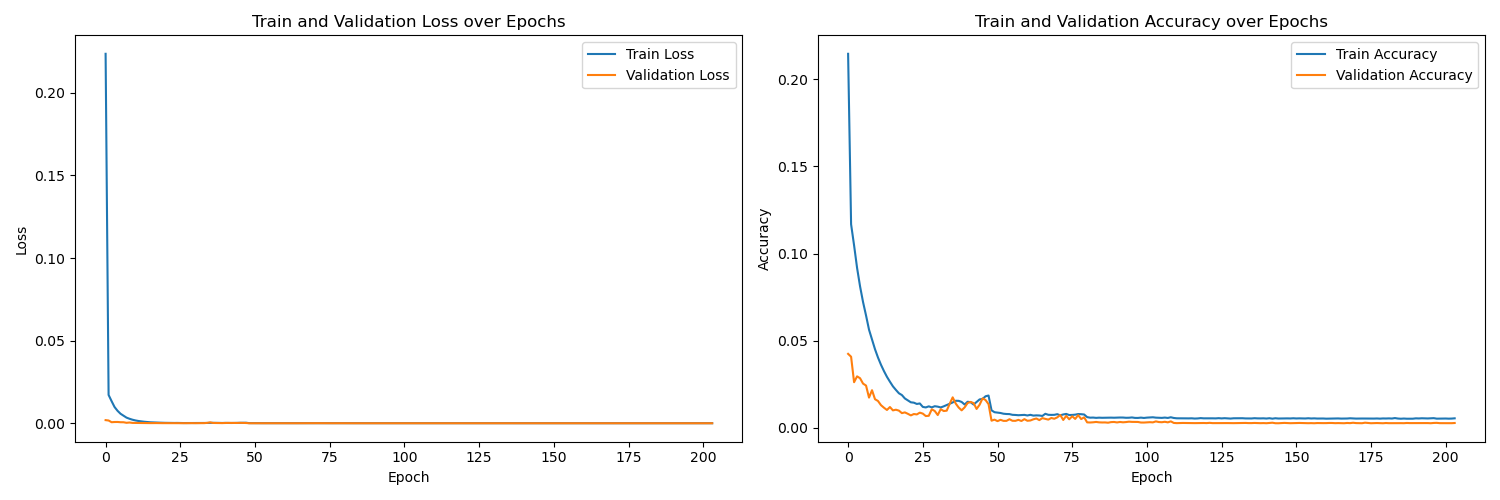 Train and Validation Loss over Epochs
Train Loss
Validation Loss
0.20
0.15
0.10
0.05
0.00
Loss
0 25 50 75 100 125 150 175 200
Epoch
Train and Validation Accuracy over Epochs
Train Accuracy
Validation Accuracy
0.20
0.15
0.10
0.05
0.00
Accuracy
0 25 50 75 100 125 150 175 200
Epoch